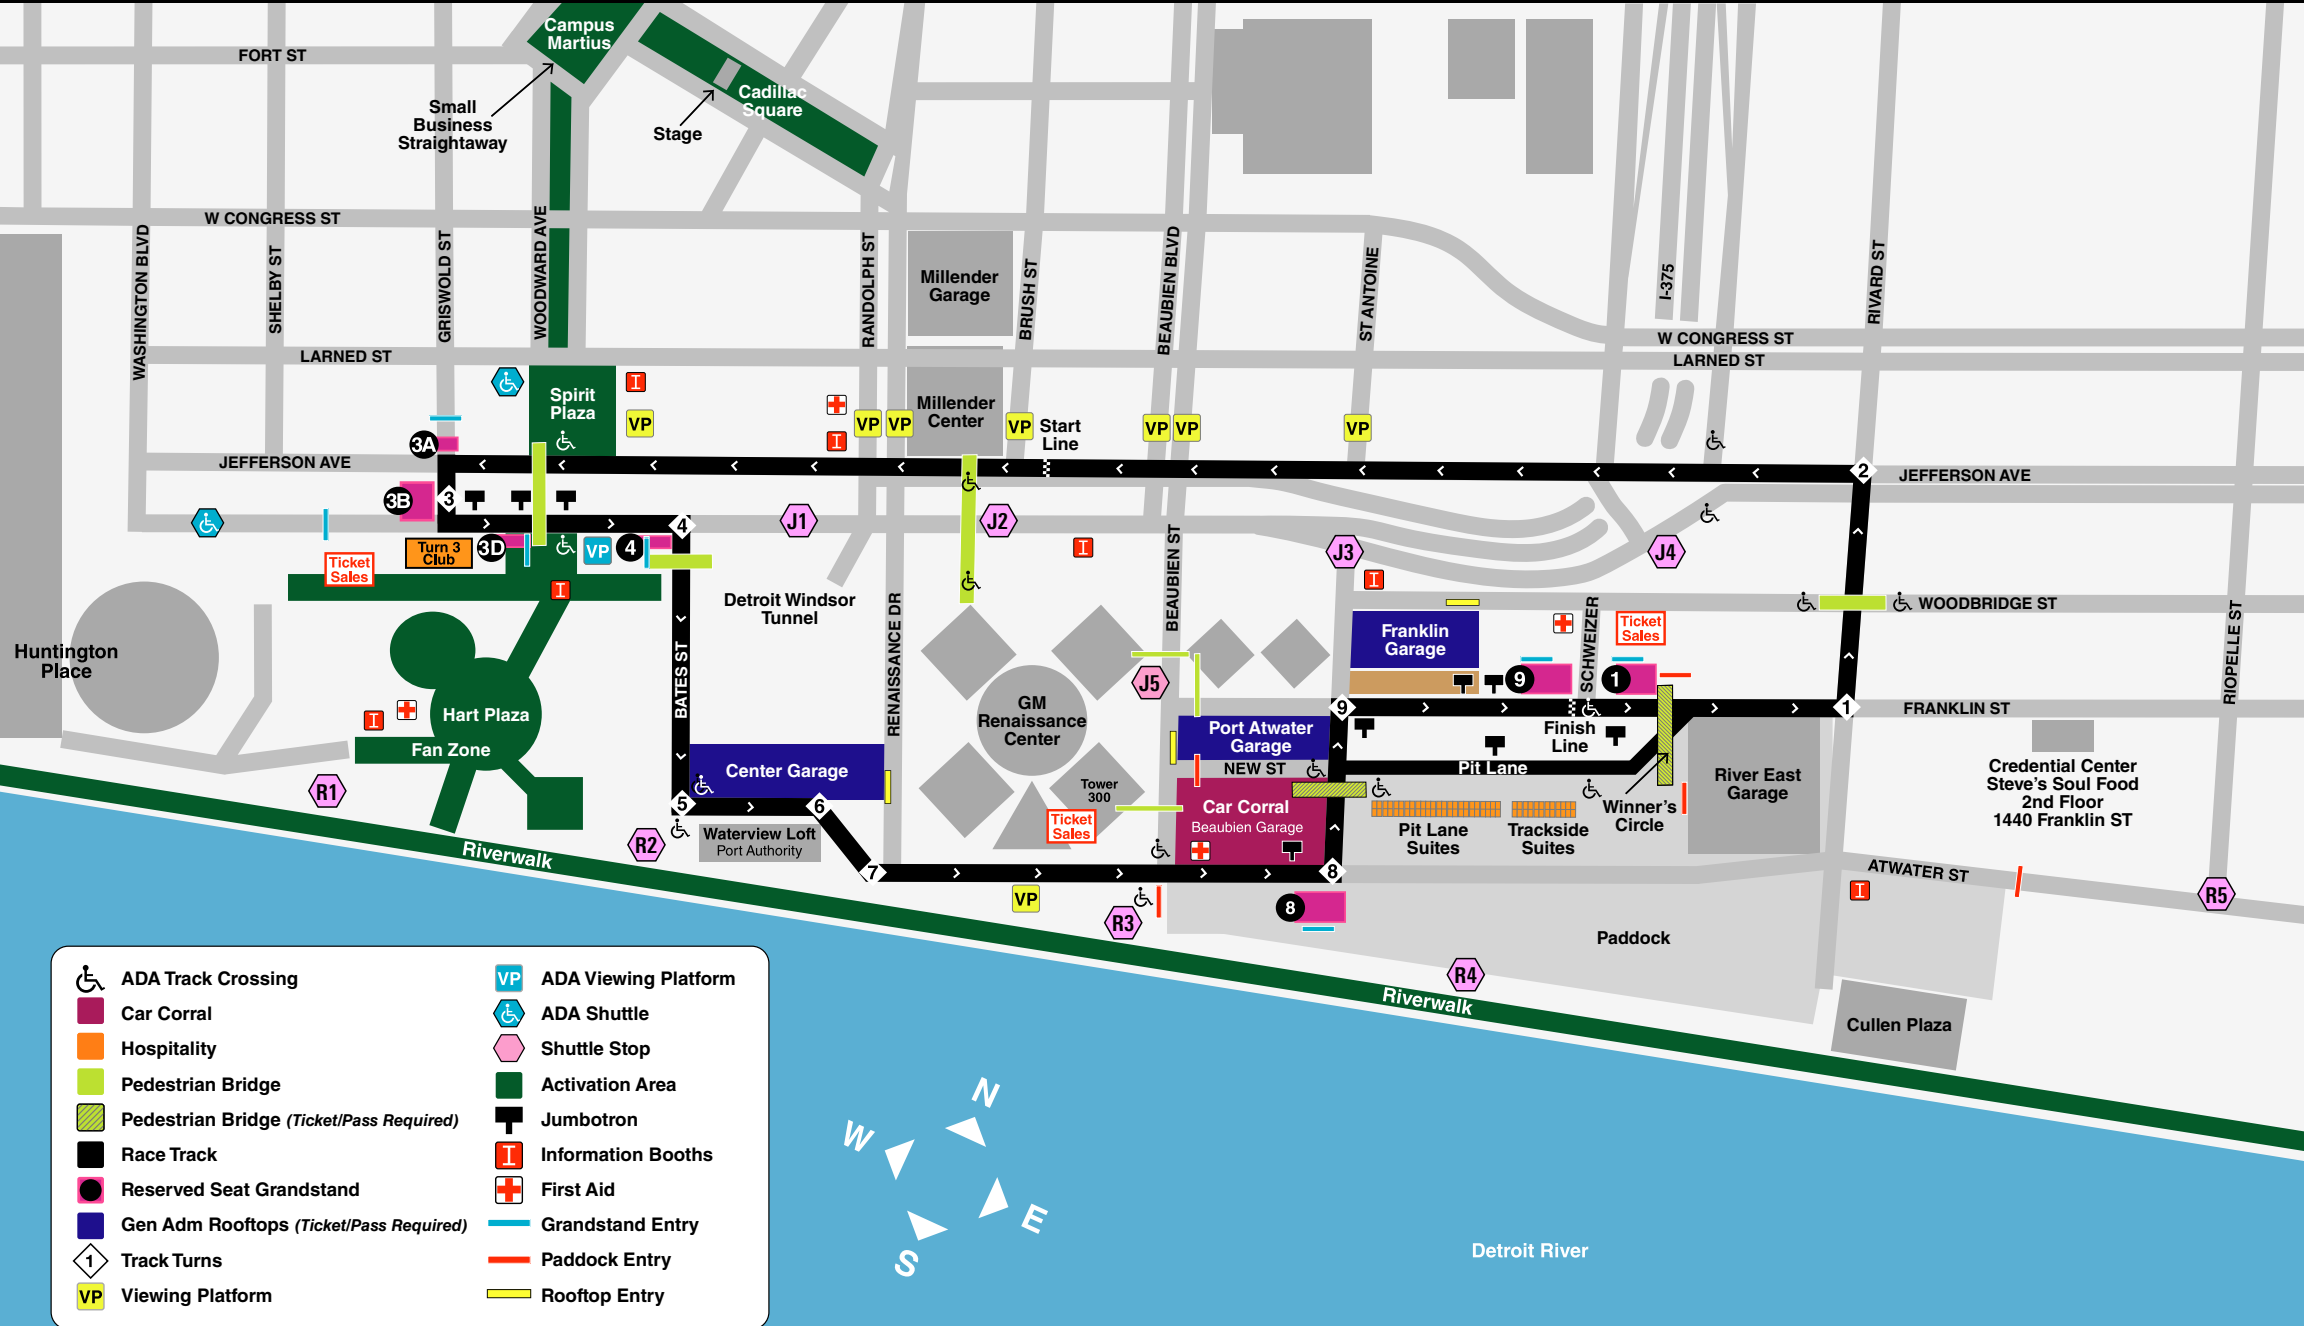 Campus
Martius
FORT ST
Small
Business
Straightaway
Stage
Cadillac
Square
W CONGRESS ST
WASHINGTON BLVD
SHELBY ST
GRISWOLD ST
WOODWARD AVE
RANDOLPH ST
Millender
Garage
BRUSH ST
BEAUBIEN BLVD
ST ANTOINE
I-375
RIVARD ST
W CONGRESS ST
LARNED ST
LARNED ST
Spirit
Plaza
I
VP
I
VP
VP
Millender
Center
VP
Start
Line
VP
VP
VP
3A
JEFFERSON AVE
2
JEFFERSON AVE
3B
3
4
J1
J2
J3
J4
Turn 3
Club
3D
VP
4
I
I
Ticket
Sales
I
Detroit Windsor
Tunnel
BEAUBIEN ST
RENAISSANCE DR
BATES ST
WOODBRIDGE ST
RIOPELLE ST
Huntington
Place
Franklin
Garage
SCHWEIZER
Ticket
Sales
J5
9
1
Hart Plaza
I
Fan Zone
GM
Renaissance
Center
9
Port Atwater
Garage
Finish
Line
1
FRANKLIN ST
Center Garage
NEW ST
Pit Lane
River East
Garage
Credential Center
Steve's Soul Food
2nd Floor
1440 Franklin ST
R1
5
6
Tower
300
Ticket
Sales
Car Corral
Beaubien Garage
Pit Lane
Suites
Trackside
Suites
Winner's
Circle
R2
Waterview Loft
Port Authority
Riverwalk
7
8
ATWATER ST
I
R5
VP
R3
8
Paddock
R4
Riverwalk
Cullen Plaza
ADA Track Crossing
Car Corral
Hospitality
Pedestrian Bridge
Pedestrian Bridge (Ticket/Pass Required)
Race Track
Reserved Seat Grandstand
Gen Adm Rooftops (Ticket/Pass Required)
1 Track Turns
VP Viewing Platform
VP ADA Viewing Platform
ADA Shuttle
Shuttle Stop
Activation Area
Jumbotron
I Information Booths
First Aid
Grandstand Entry
Paddock Entry
Rooftop Entry
N
W
E
S
Detroit River